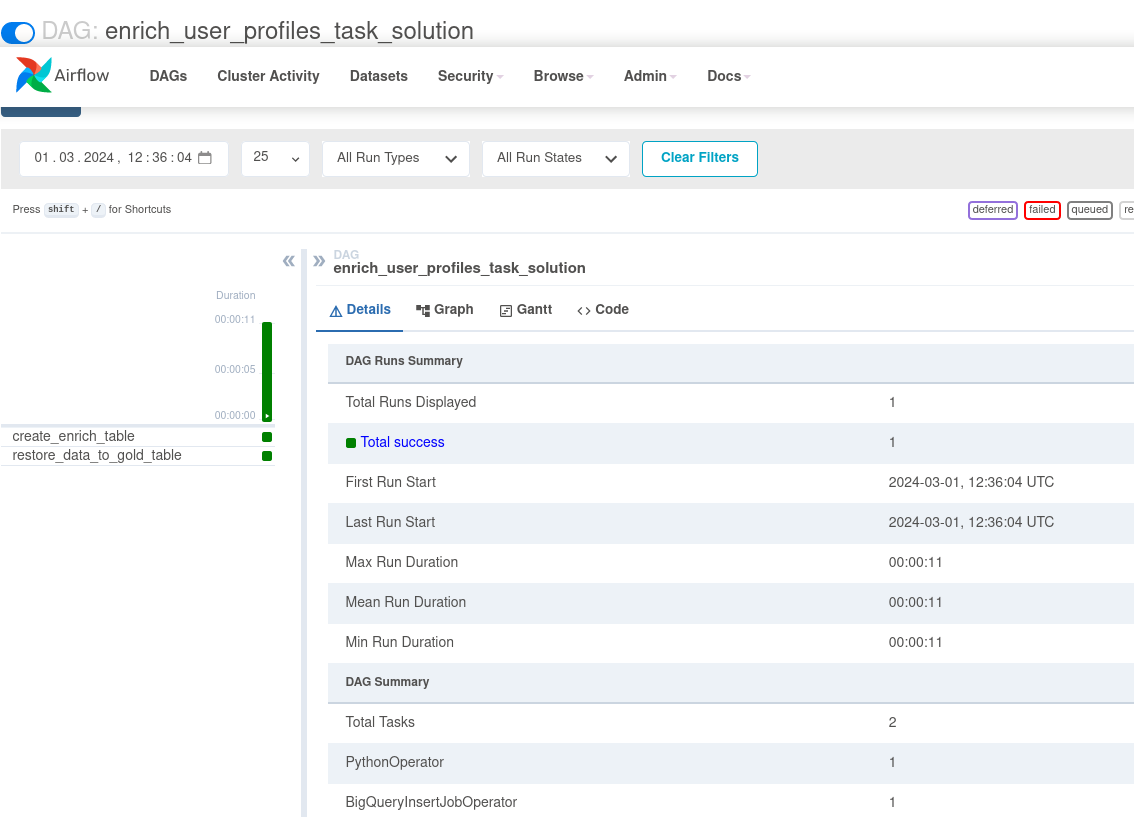 DAG: enrich_user_profiles_task_solution
Airflow DAGs Cluster Activity Datasets Security Browse Admin Docs
01 . 03 . 2024 , 12 : 36 : 04 25 All Run Types All Run States Clear Filters
Press shift + / for Shortcuts deferred failed queued re
« » DAG
enrich_user_profiles_task_solution
Duration
00:00:11
00:00:05
00:00:00
create_enrich_table
restore_data_to_gold_table
Details Graph Gantt Code
DAG Runs Summary
Total Runs Displayed 1
Total success 1
First Run Start 2024-03-01, 12:36:04 UTC
Last Run Start 2024-03-01, 12:36:04 UTC
Max Run Duration 00:00:11
Mean Run Duration 00:00:11
Min Run Duration 00:00:11
DAG Summary
Total Tasks 2
PythonOperator 1
BigQueryInsertJobOperator 1